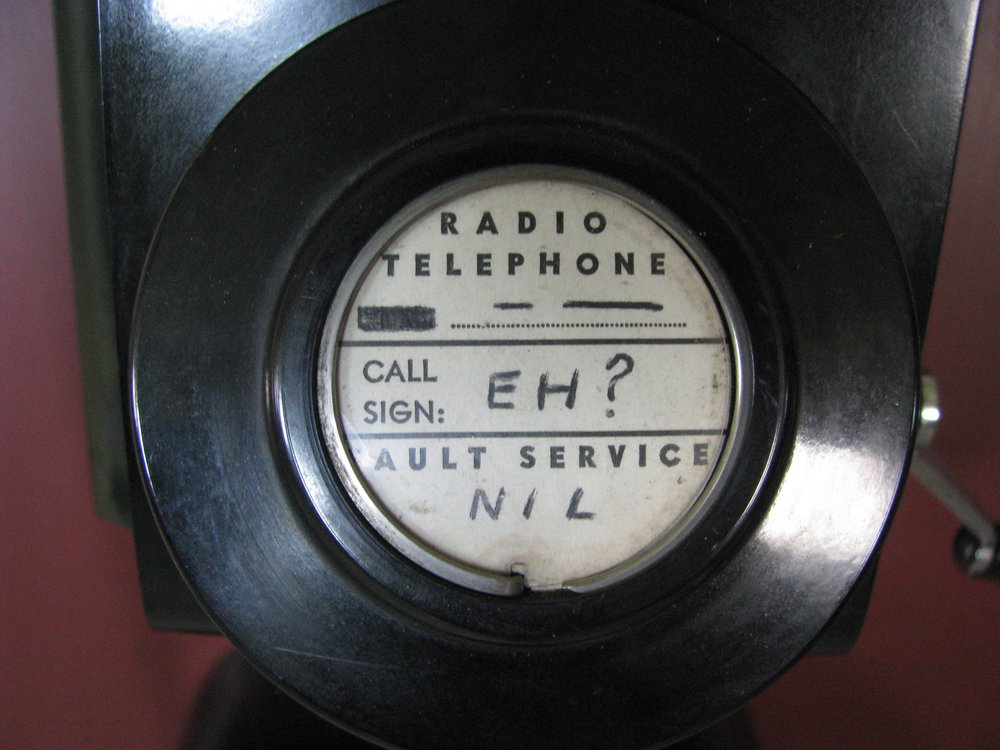 RADIO
TELEPHONE
CALL
SIGN: EH?
AULT SERVICE
NIL